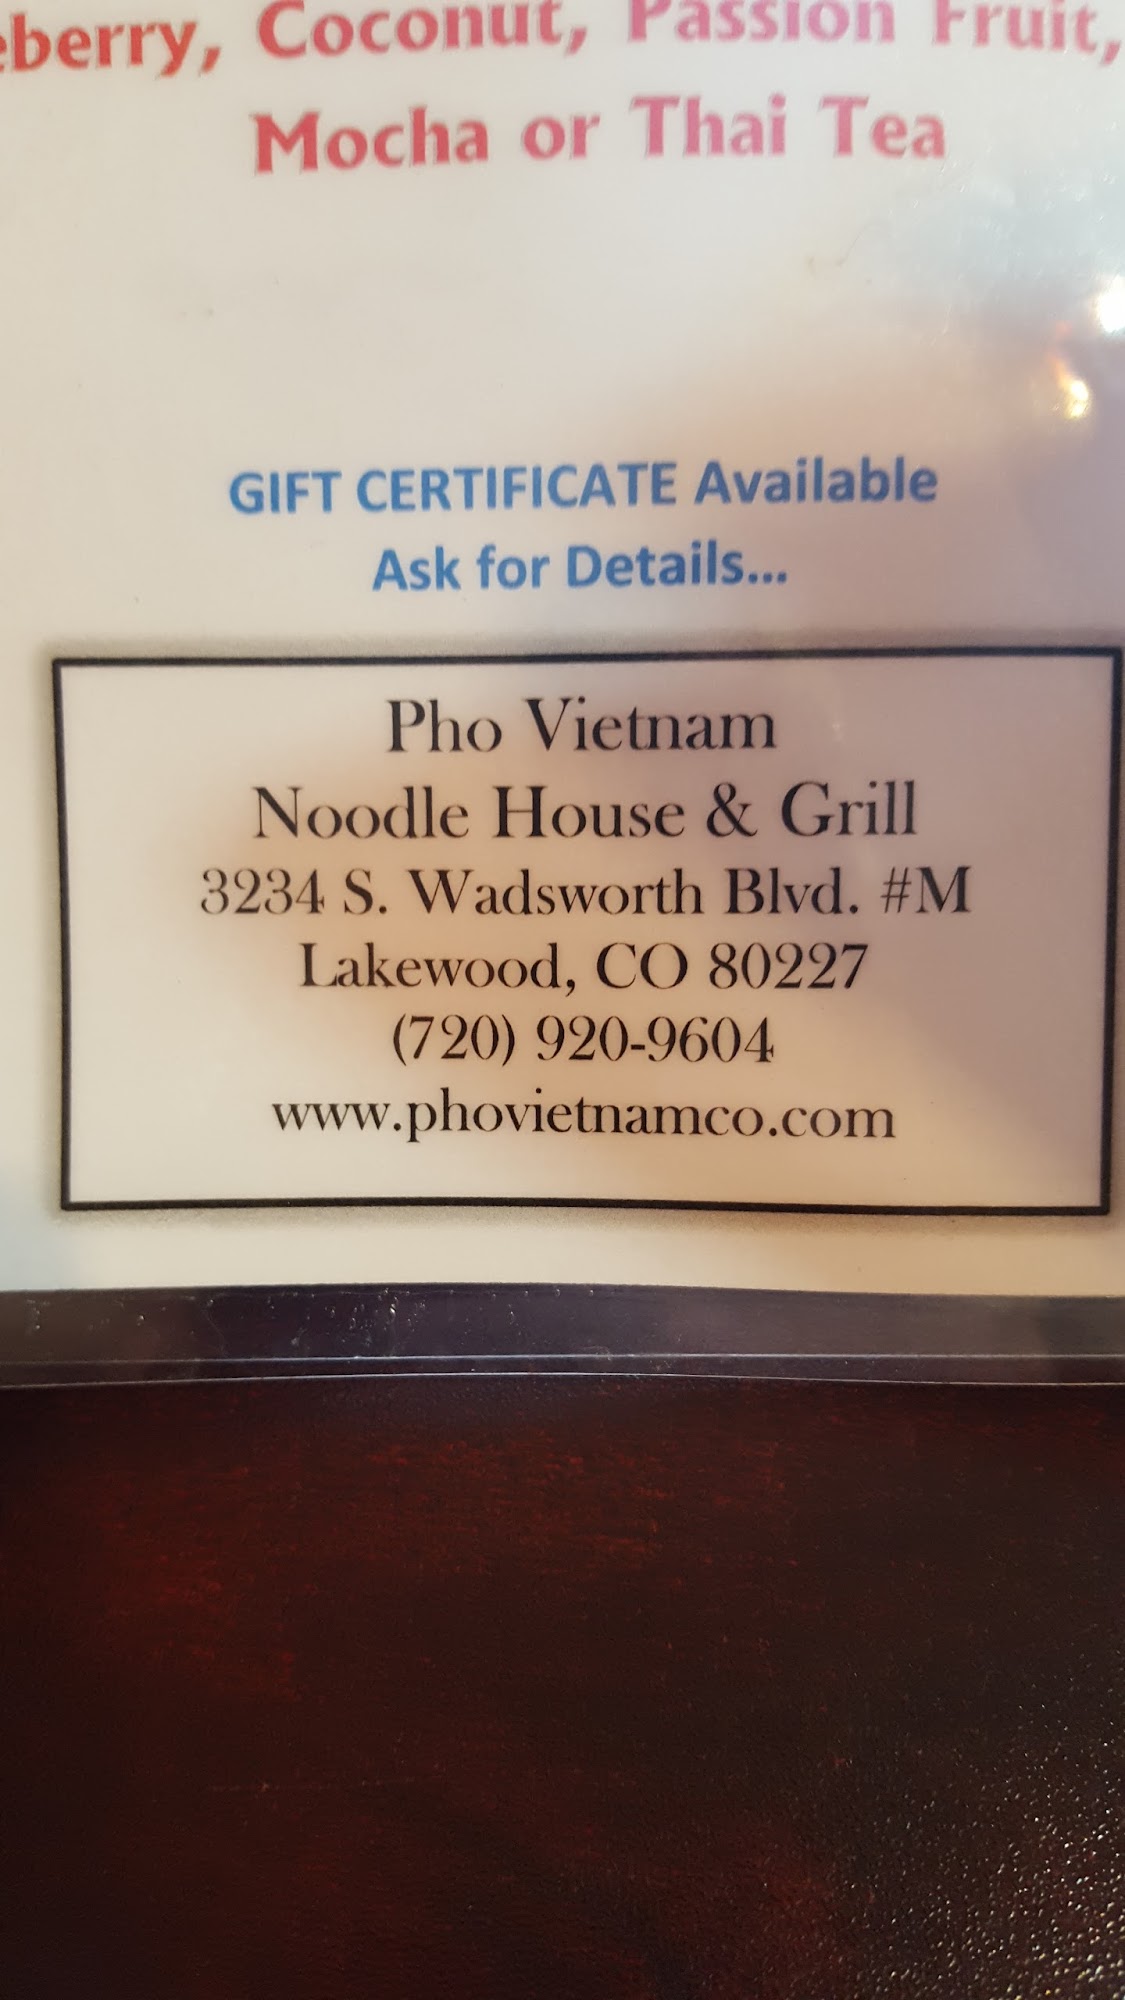 Coconut, Passion Fruit,
Mocha or Thai Tea
GIFT CERTIFICATE Available
Ask for Details...
Pho Vietnam
Noodle House & Grill
3234 S. Wadsworth Blvd. #M
Lakewood, CO 80227
(720) 920-9604
www.phovietnamco.com